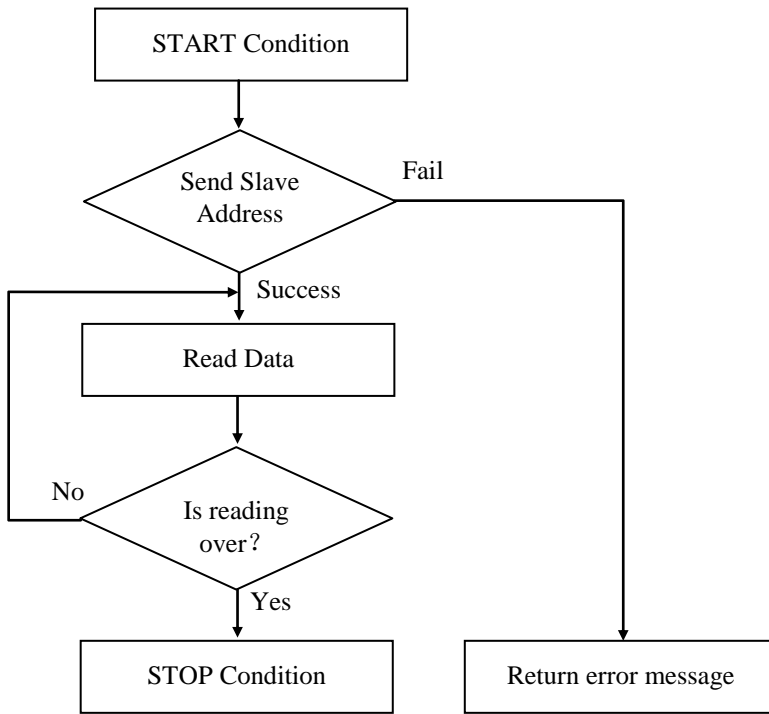 START Condition
Send Slave
Address
Fail
Success
Read Data
No
Is reading
over？
Yes
STOP Condition
Return error message